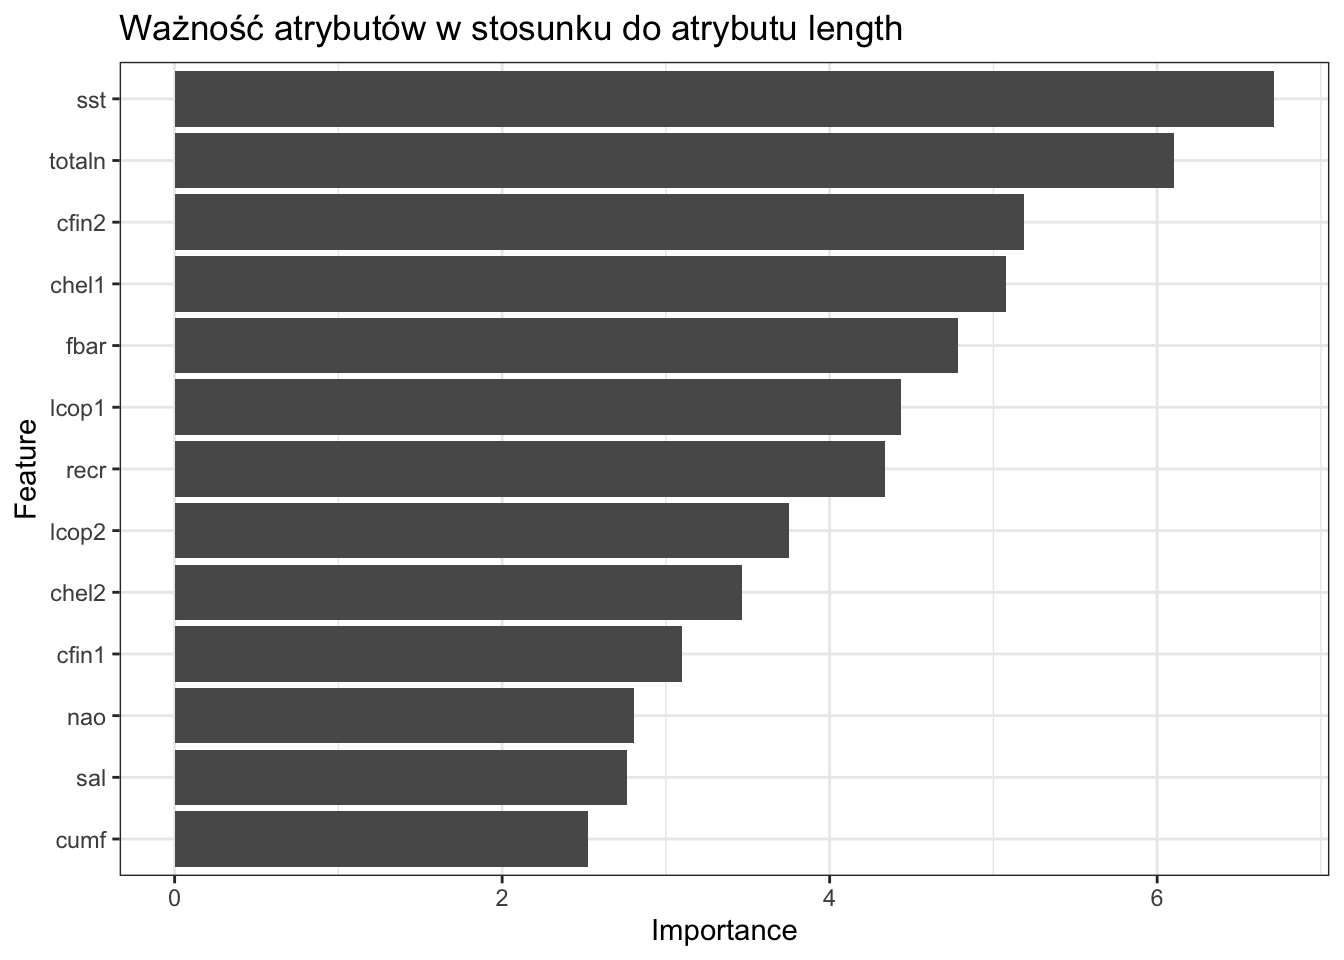 Ważność atrybutów w stosunku do atrybutu length
Feature
sst
totaln
cfin2
chel1
fbar
lcop1
recr
lcop2
chel2
cfin1
nao
sal
cumf
0 2 4 6
Importance